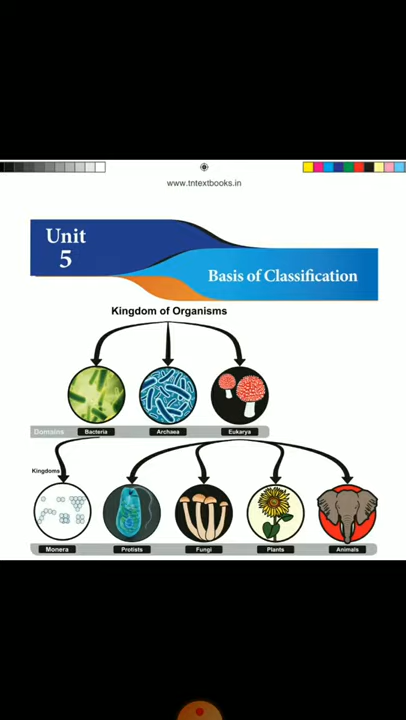 www.tntextbooks.in
Unit
5
Basis of Classification
Kingdom of Organisms
Domains Bacteria Archaea Eukarya
Kingdoms
Monera Protists Fungi Plants Animals